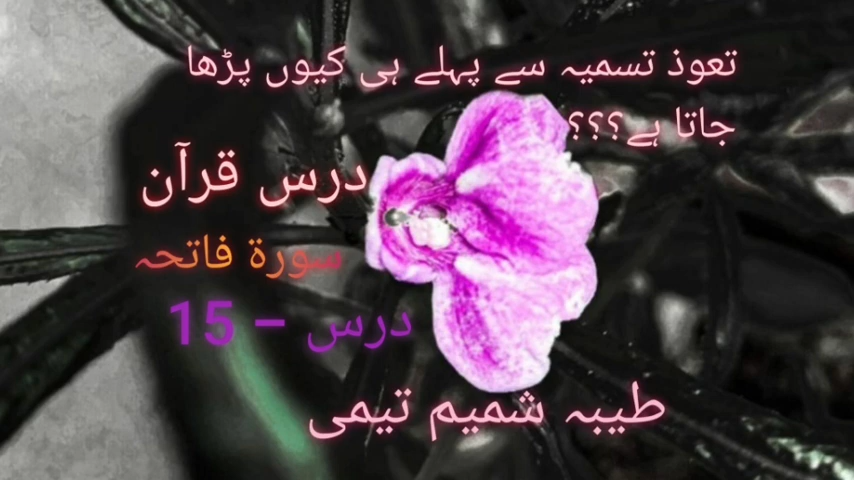 تعوذ تسمیہ سے پہلے ہی کیوں پڑھا
جاتا ہے؟؟؟
درس قرآن
سورۃ فاتحہ
درس – 15
طیبہ شمیم تیمی